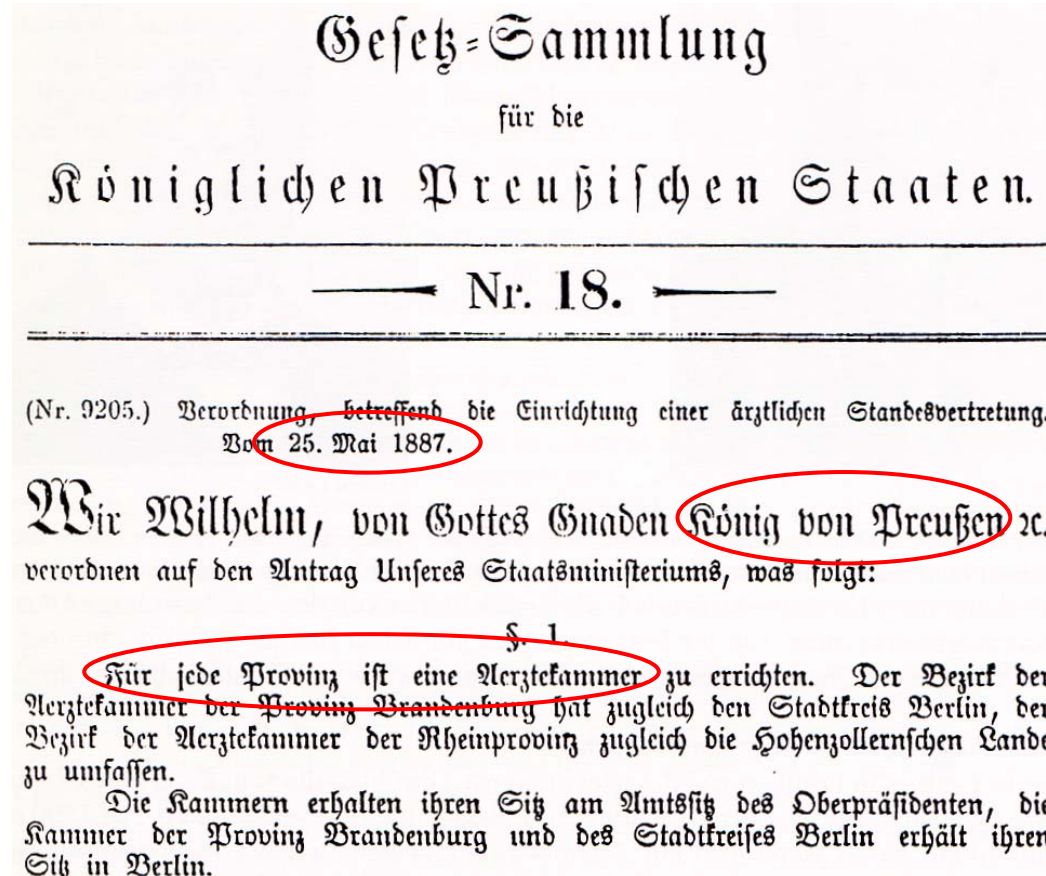 Gesetz-Sammlung
für die
Königlichen Preußischen Staaten.
Nr. 18.
(Nr. 9205.) Verordnung, betreffend die Einrichtung einer ärztlichen Standesvertretung.
Vom 25. Mai 1887.
Wir Wilhelm, von Gottes Gnaden König von Preußen ꝛc.
verordnen auf den Antrag Unseres Staatsministeriums, was folgt:
§. 1.
Für jede Provinz ist eine Aerztekammer zu errichten. Der Bezirk der
Aerztekammer der Provinz Brandenburg hat zugleich den Stadtkreis Berlin, der
Bezirk der Aerztekammer der Rheinprovinz zugleich die Hohenzollernschen Lande
zu umfassen.
Die Kammern erhalten ihren Sitz am Amtssitz des Oberpräsidenten, die
Kammer der Provinz Brandenburg und des Stadtkreises Berlin erhält ihren
Sitz in Berlin.